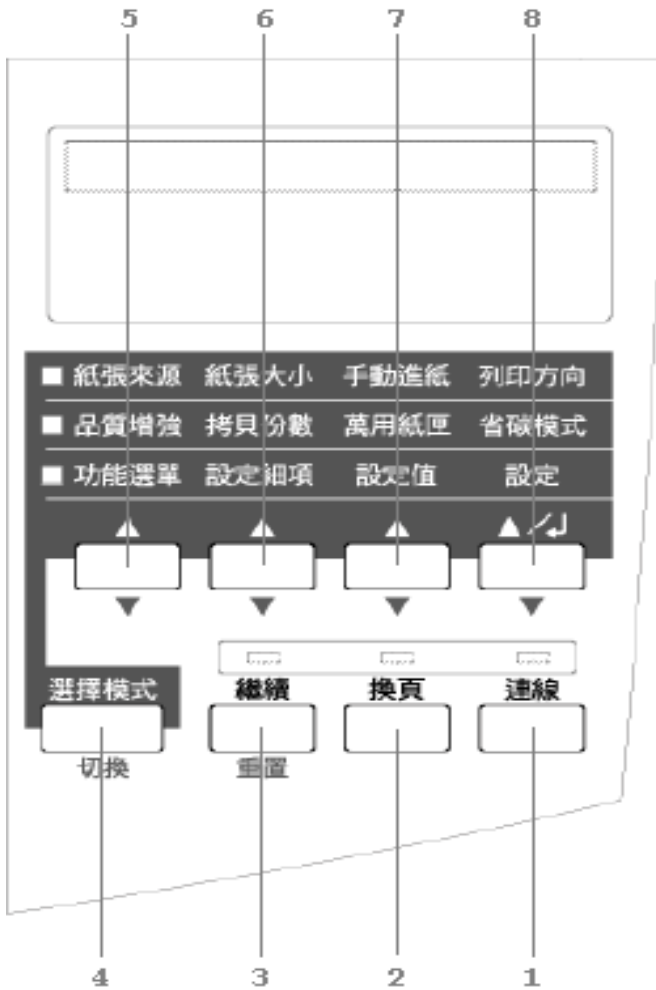 5 6 7 8
紙張來源 紙張大小 手動進紙 列印方向
品質增強 拷貝份數 萬用紙匣 省碳模式
功能選單 設定細項 設定值 設定
選擇模式 繼續 換頁 連線
切換 重置
4 3 2 1